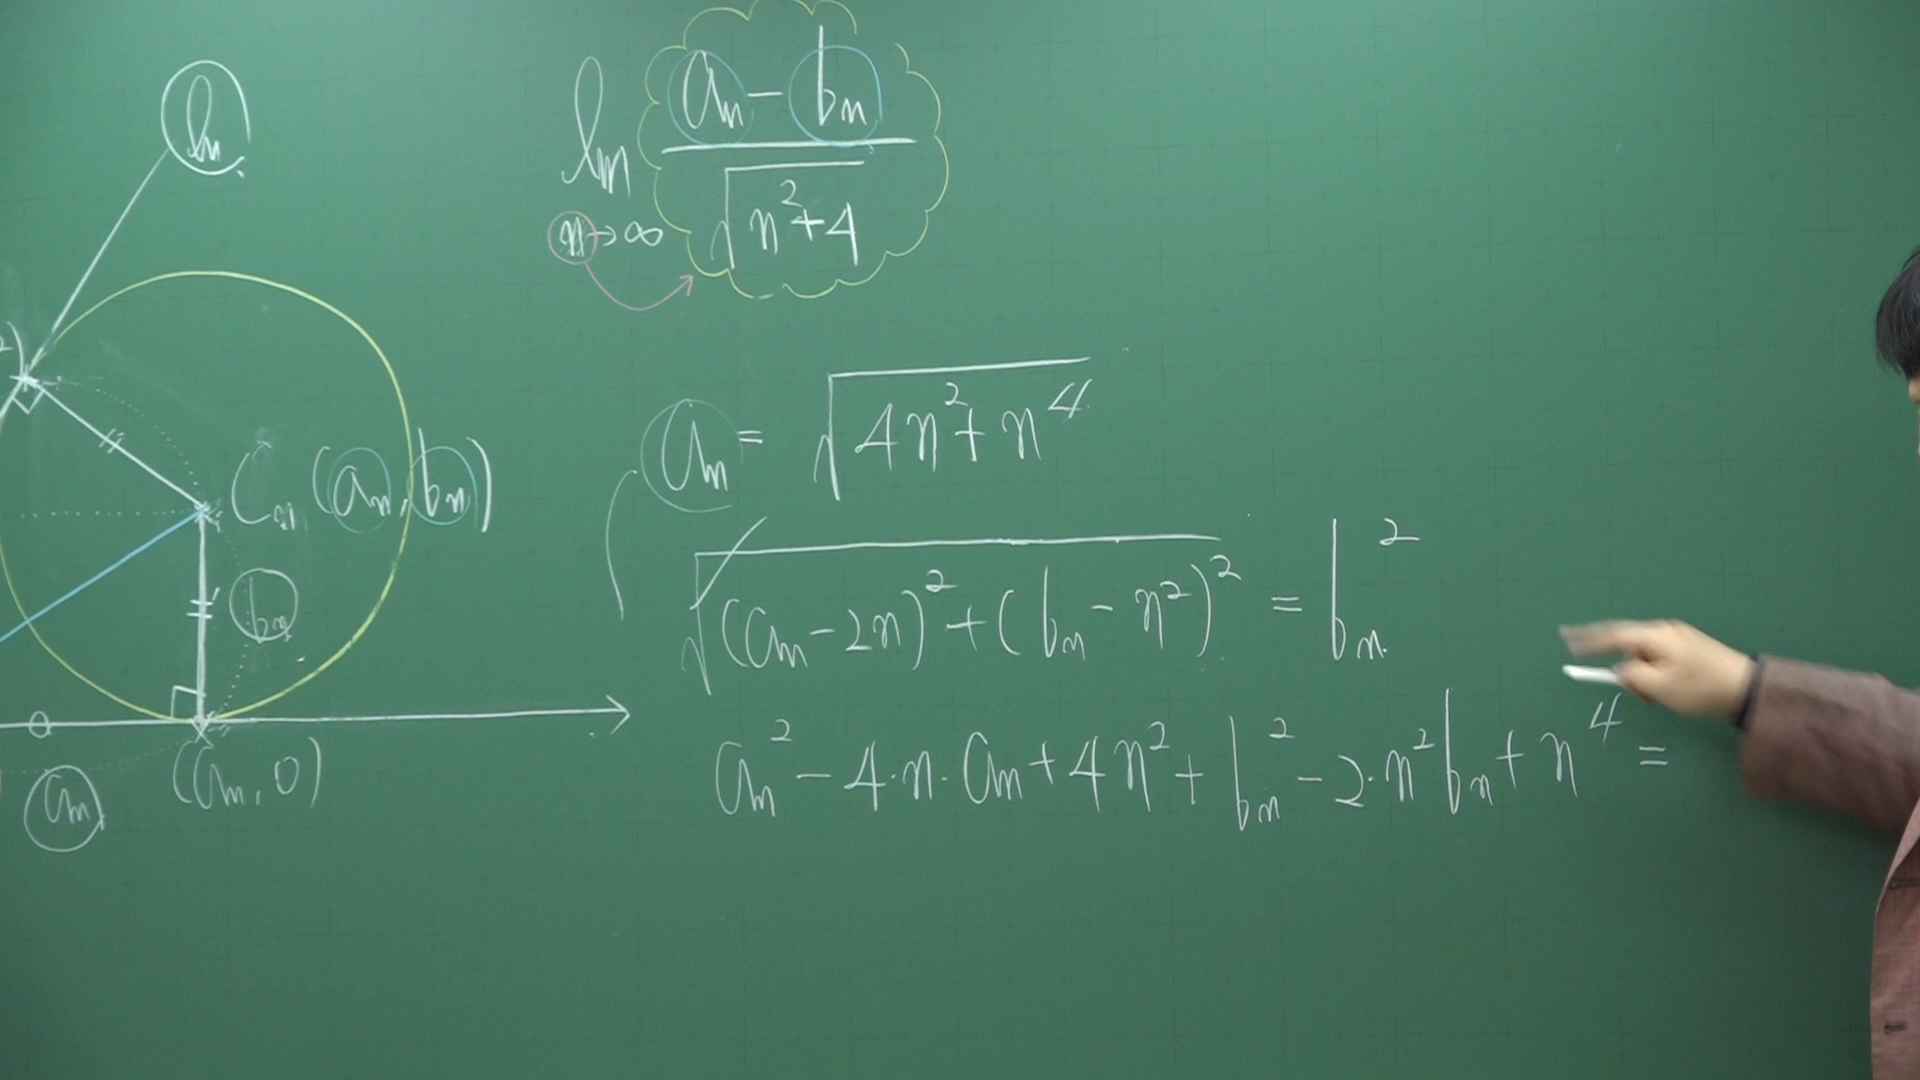 lₙ
lim n→∞ (aₙ - bₙ) / √(n²+4)
²)
Cₙ (aₙ, bₙ)
bₙ
(aₙ, 0)
aₙ
aₙ = √(4n² + n⁴)
√((aₙ - 2n)² + (bₙ - n²)²) = bₙ²
aₙ² - 4·n·aₙ + 4n² + bₙ² - 2·n²bₙ + n⁴ =